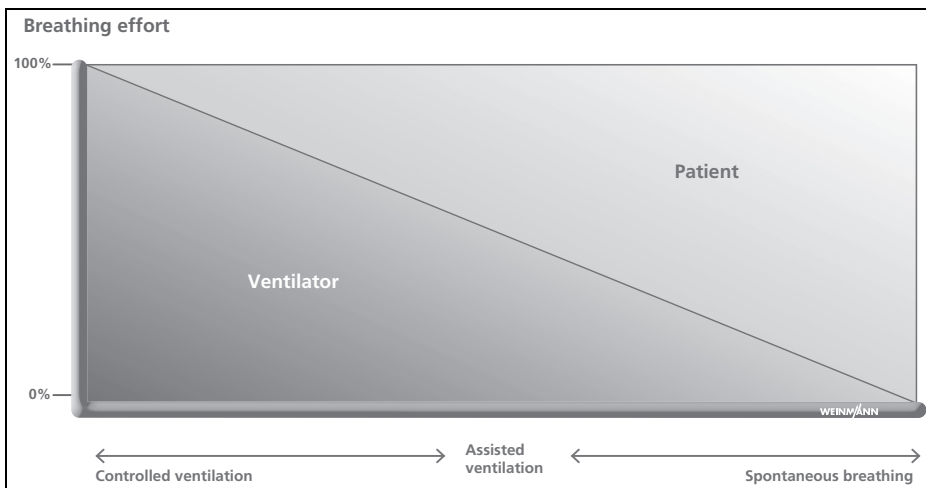 Breathing effort
100%
Patient
Ventilator
0%
WEINMANN
Assisted
ventilation
Controlled ventilation
Spontaneous breathing